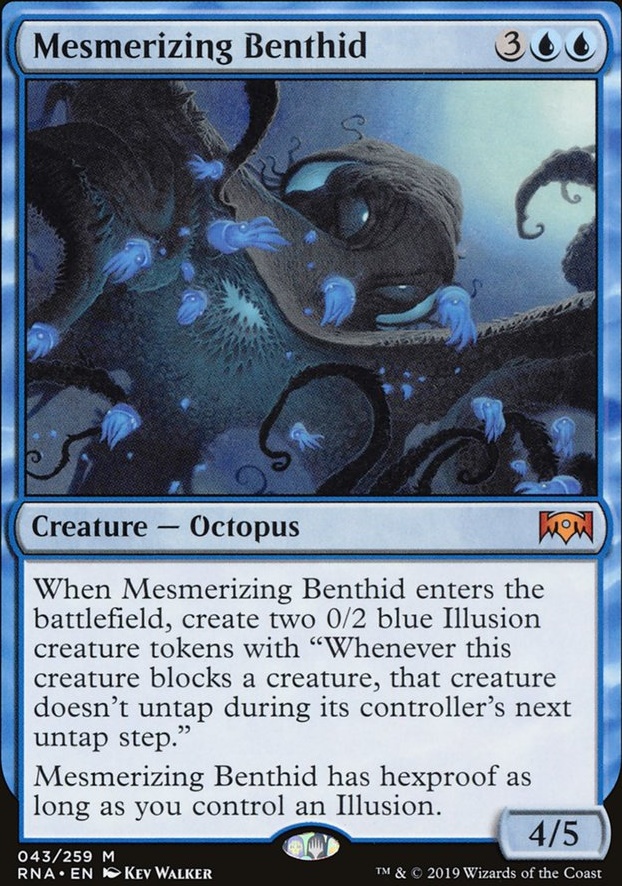 Mesmerizing Benthid 3
Creature — Octopus
When Mesmerizing Benthid enters the
battlefield, create two 0/2 blue Illusion
creature tokens with “Whenever this
creature blocks a creature, that creature
doesn’t untap during its controller’s next
untap step.”
Mesmerizing Benthid has hexproof as
long as you control an Illusion.
4/5
043/259 M
RNA • EN Kev Walker
™ & © 2019 Wizards of the Coast